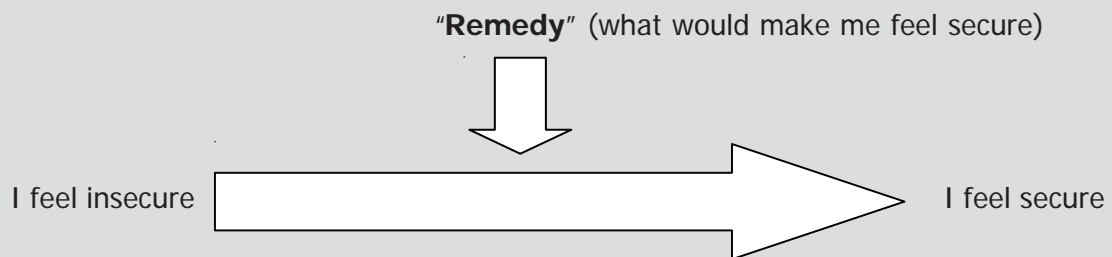 “Remedy” (what would make me feel secure)
I feel insecure
I feel secure